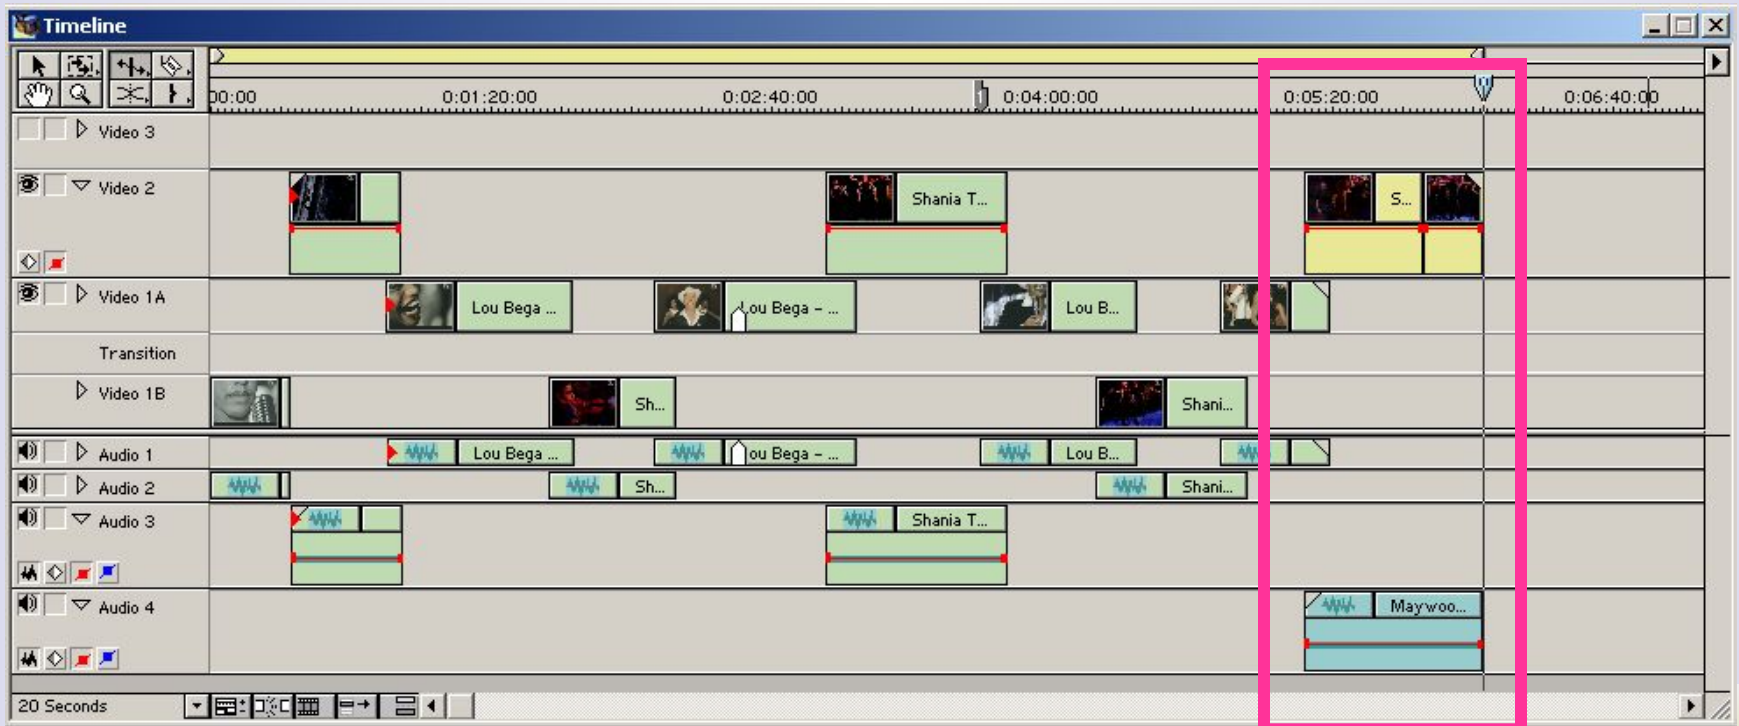 Timeline
00:00 0:01:20:00 0:02:40:00 1 0:04:00:00 0:05:20:00 0:06:40:00
Video 3
Video 2 Shania T... S...
Video 1A Lou Bega ... Lou Bega - ... Lou B...
Transition
Video 1B Sh... Shani...
Audio 1 Lou Bega ... ou Bega - ... Lou B...
Audio 2 Sh... Shani...
Audio 3 Shania T...
Audio 4 Maywoo...
20 Seconds